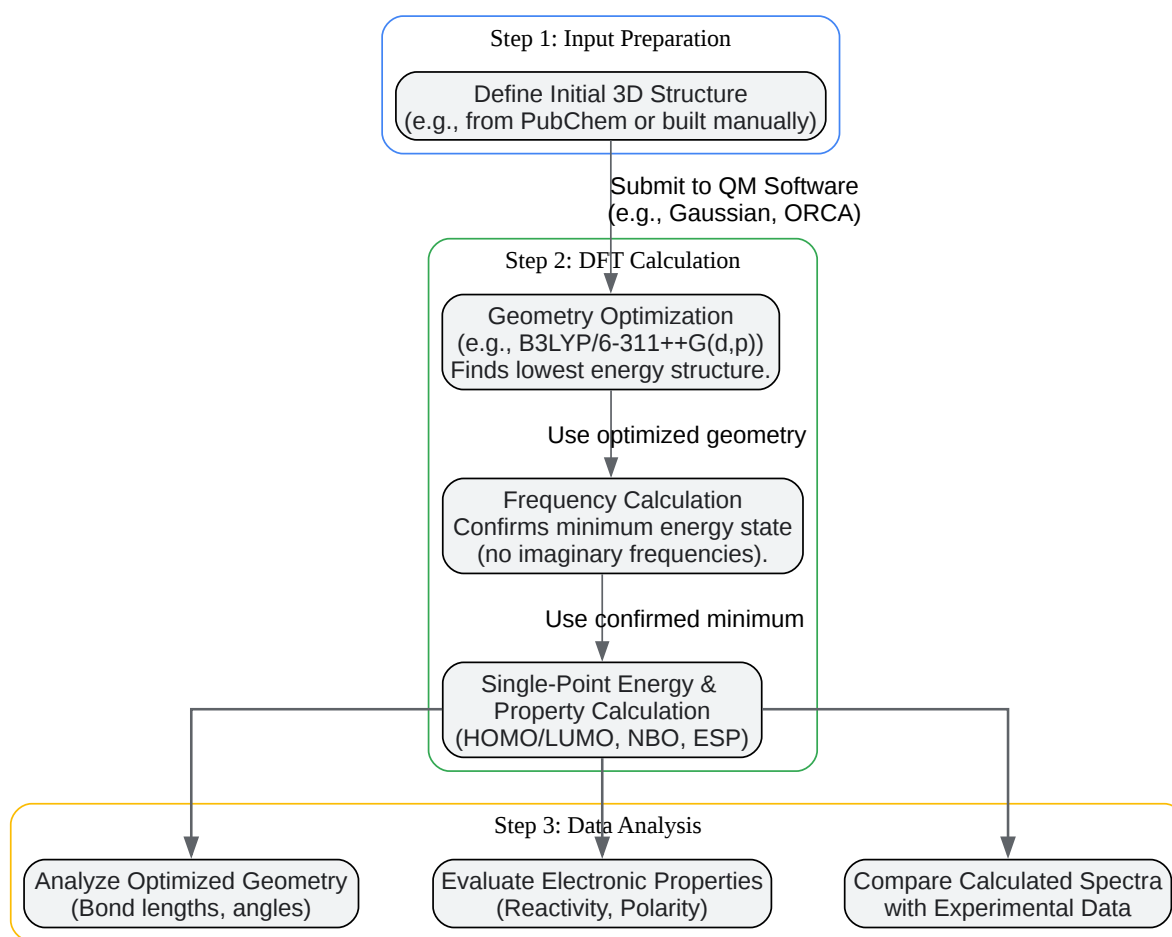 Step 1: Input Preparation
Define Initial 3D Structure
(e.g., from PubChem or built manually)
Submit to QM Software
(e.g., Gaussian, ORCA)
Step 2: DFT Calculation
Geometry Optimization
(e.g., B3LYP/6-311++G(d,p))
Finds lowest energy structure.
Use optimized geometry
Frequency Calculation
Confirms minimum energy state
(no imaginary frequencies).
Use confirmed minimum
Single-Point Energy &
Property Calculation
(HOMO/LUMO, NBO, ESP)
Step 3: Data Analysis
Analyze Optimized Geometry
(Bond lengths, angles)
Evaluate Electronic Properties
(Reactivity, Polarity)
Compare Calculated Spectra
with Experimental Data